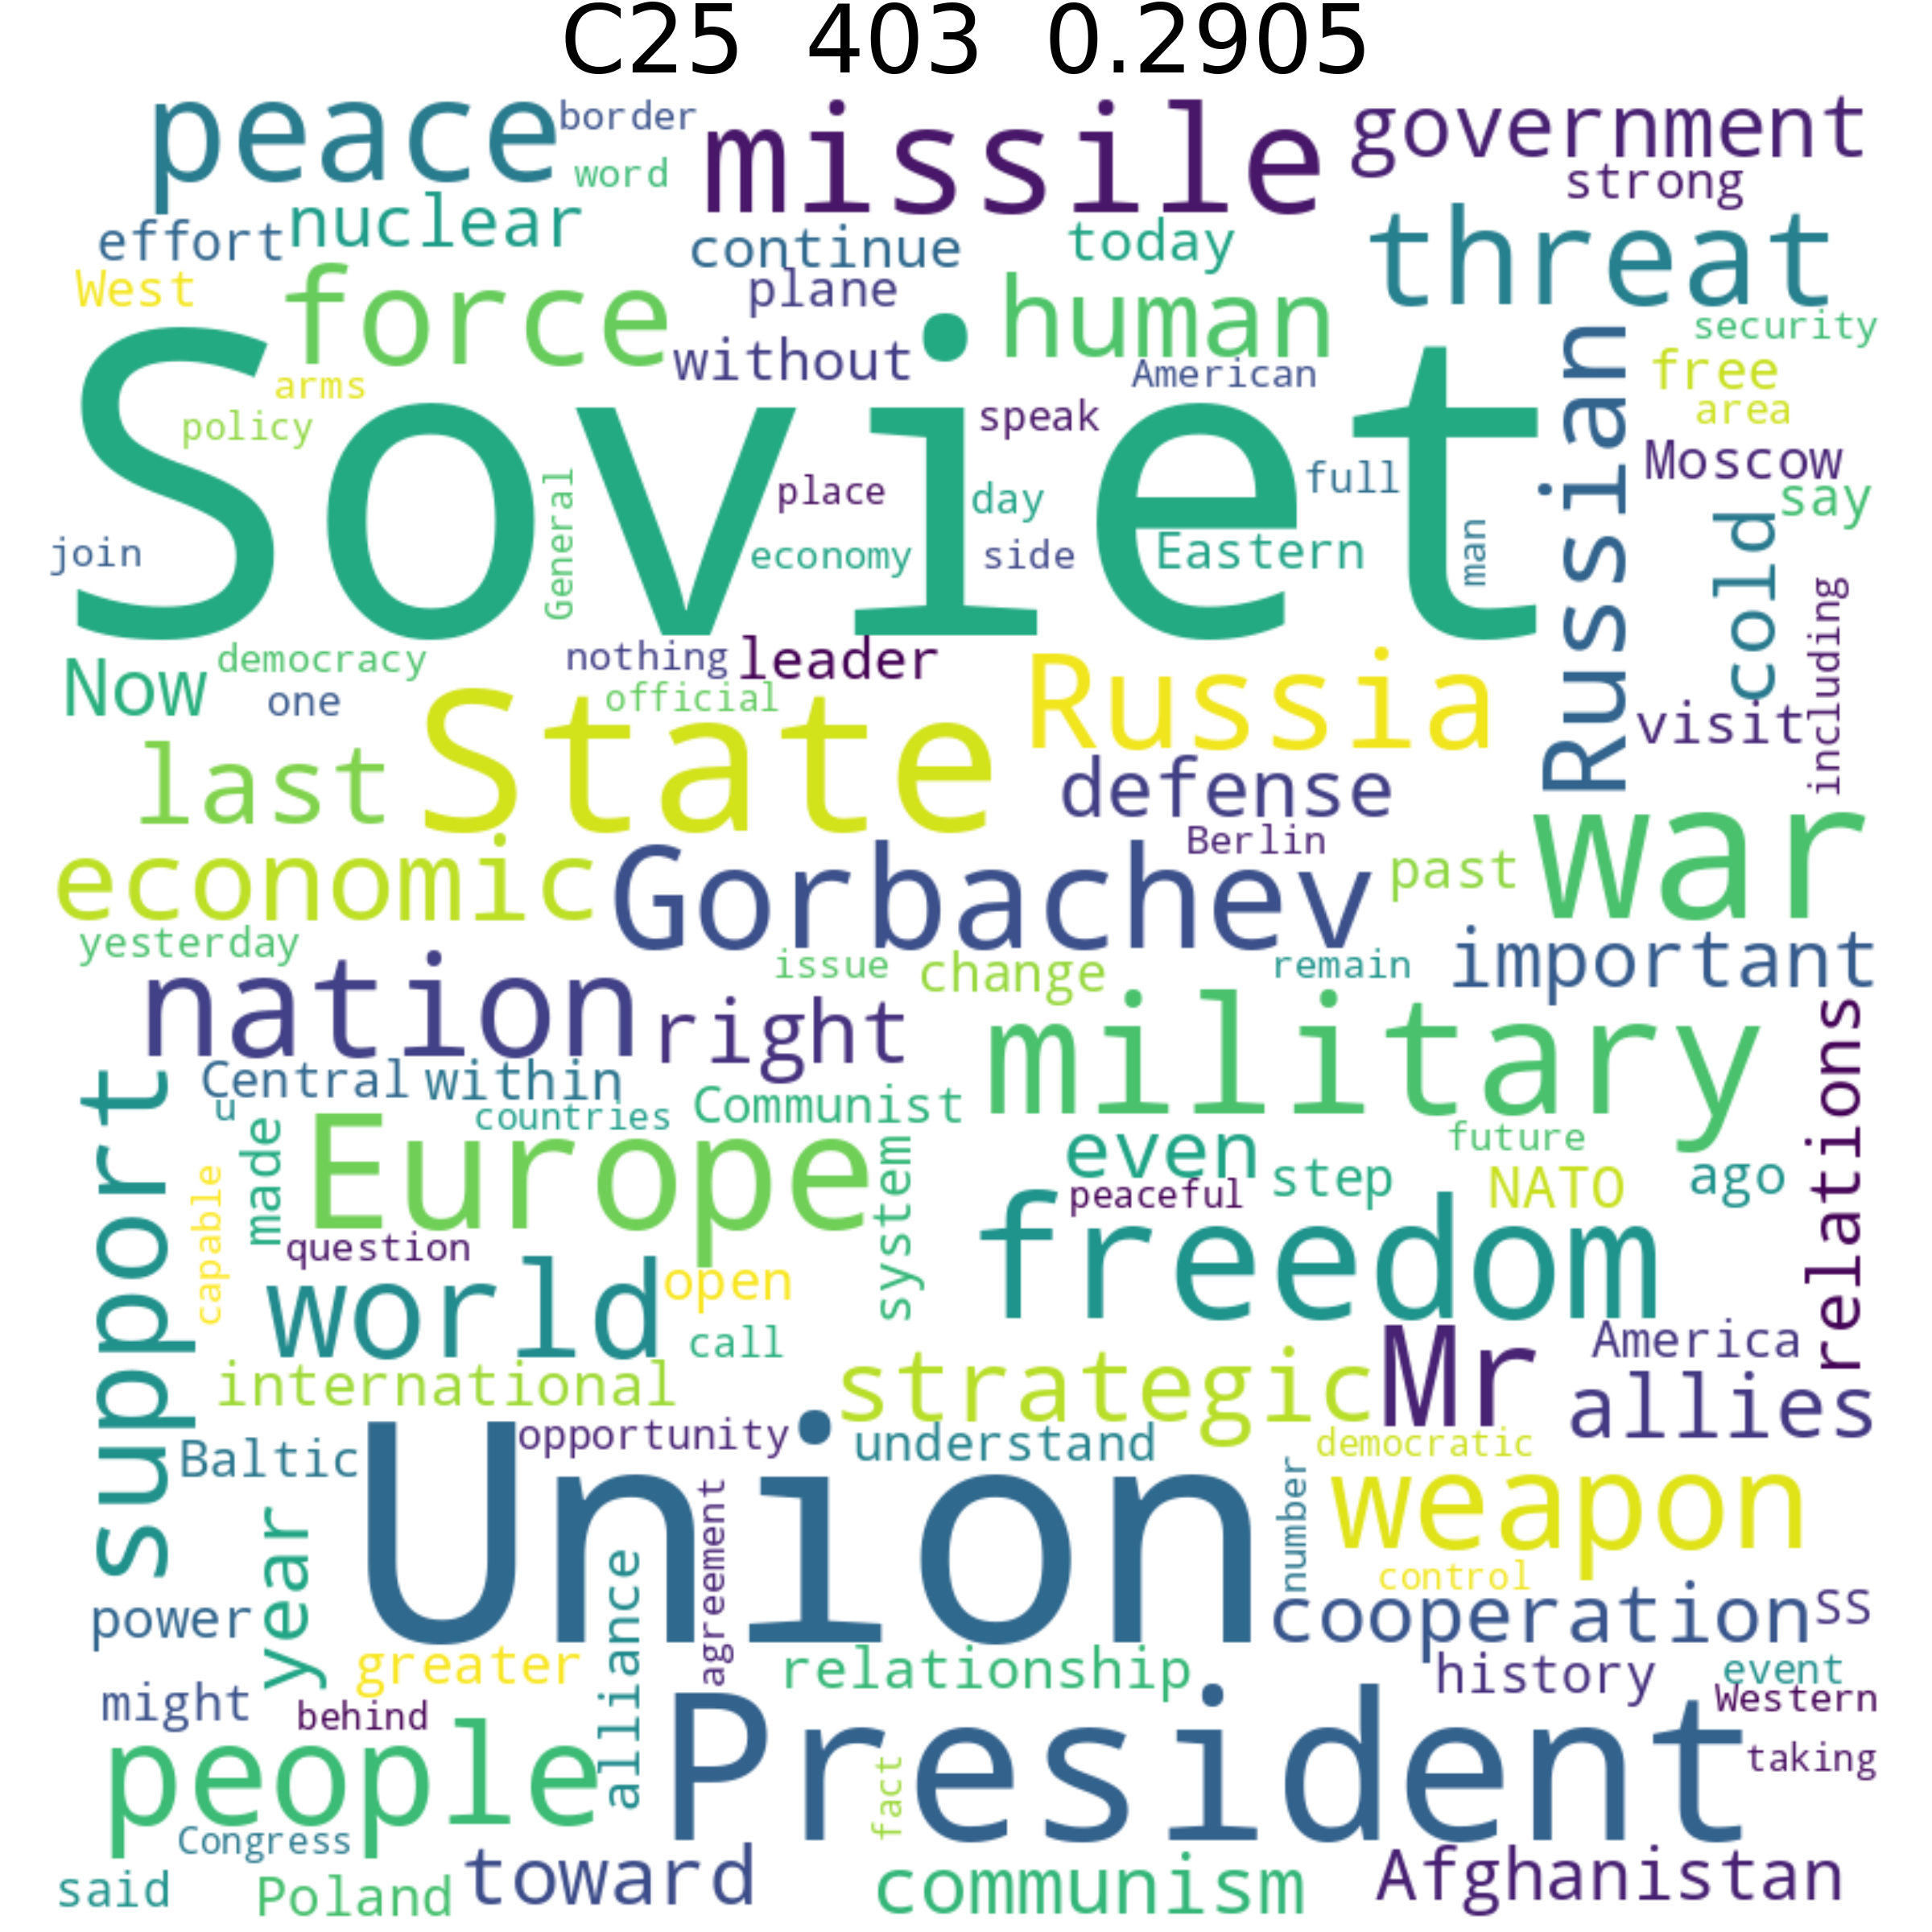 C25 403 0.2905
peace border missile government
word strong
effort nuclear continue today threat
West force plane human security
Soviet without American Russian free
arms area
policy speak Moscow
General place day full say
join economy side Eastern man cold
including
Now democracy nothing leader Russia visit
one official
last State defense
economic Gorbachev Berlin past war
yesterday issue change remain important
nation right military relations
support Central within
u countries Communist
made Europe system even future
capable peaceful step NATO ago
question freedom
world open
call America
international strategic Mr allies
Baltic Union opportunity understand democratic
number weapon
year agreement control
power alliance cooperation ss
greater relationship history event
might behind President Western
people fact taking
Congress
said Poland toward communism Afghanistan